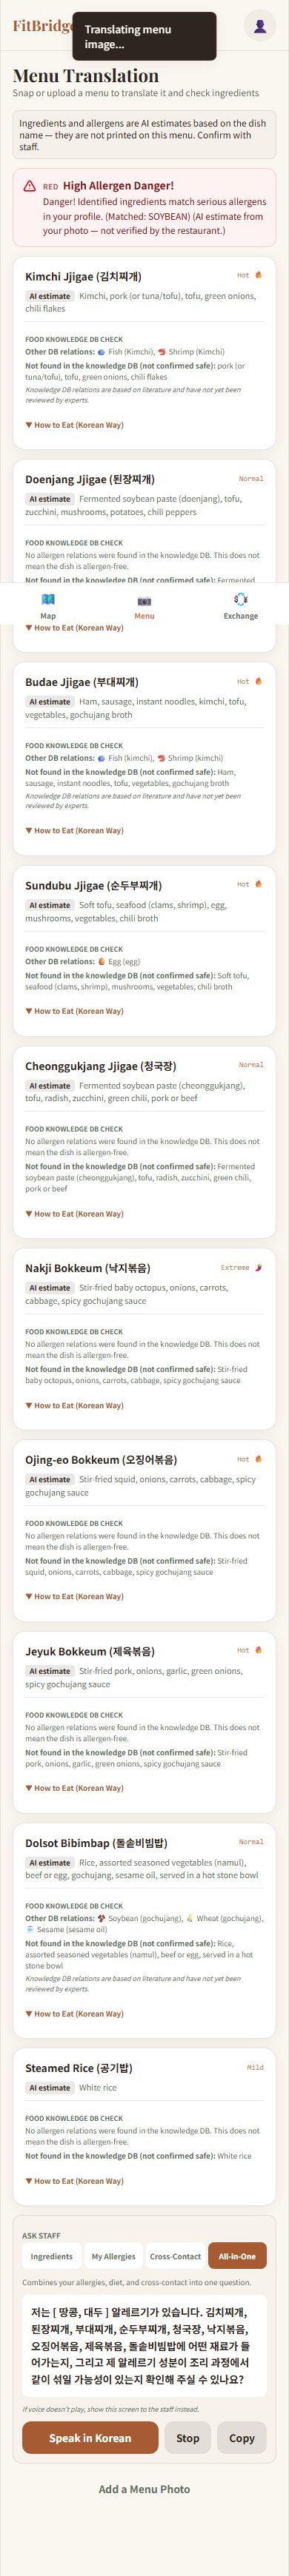 FitBridge
Translating menu
image...
Menu Translation
Snap or upload a menu to translate it and check ingredients
Ingredients and allergens are AI estimates based on the dish
name — they are not printed on this menu. Confirm with
staff.
RED High Allergen Danger!
Danger! Identified ingredients match serious allergens
in your profile. (Matched: SOYBEAN) (AI estimate from
your photo — not verified by the restaurant.)
Kimchi Jjigae (김치찌개) Hot
AI estimate Kimchi, pork (or tuna/tofu), tofu, green onions,
chili flakes
FOOD KNOWLEDGE DB CHECK
Other DB relations: Fish (Kimchi), Shrimp (Kimchi)
Not found in the knowledge DB (not confirmed safe): pork (or
tuna/tofu), tofu, green onions, chili flakes
Knowledge DB relations are based on literature and have not yet been
reviewed by experts.
▼ How to Eat (Korean Way)
Doenjang Jjigae (된장찌개) Normal
AI estimate Fermented soybean paste (doenjang), tofu,
zucchini, mushrooms, potatoes, chili peppers
FOOD KNOWLEDGE DB CHECK
No allergen relations were found in the knowledge DB. This does not
mean the dish is allergen-free.
Not found in the knowledge DB (not confirmed safe): Fermented
Map Menu Exchange
▼ How to Eat (Korean Way)
Budae Jjigae (부대찌개) Hot
AI estimate Ham, sausage, instant noodles, kimchi, tofu,
vegetables, gochujang broth
FOOD KNOWLEDGE DB CHECK
Other DB relations: Fish (kimchi), Shrimp (kimchi)
Not found in the knowledge DB (not confirmed safe): Ham,
sausage, instant noodles, tofu, vegetables, gochujang broth
Knowledge DB relations are based on literature and have not yet been
reviewed by experts.
▼ How to Eat (Korean Way)
Sundubu Jjigae (순두부찌개) Hot
AI estimate Soft tofu, seafood (clams, shrimp), egg,
mushrooms, vegetables, chili broth
FOOD KNOWLEDGE DB CHECK
Other DB relations: Egg (egg)
Not found in the knowledge DB (not confirmed safe): Soft tofu,
seafood (clams, shrimp), mushrooms, vegetables, chili broth
▼ How to Eat (Korean Way)
Cheonggukjang Jjigae (청국장) Normal
AI estimate Fermented soybean paste (cheonggukjang),
tofu, radish, zucchini, green chili, pork or beef
FOOD KNOWLEDGE DB CHECK
No allergen relations were found in the knowledge DB. This does not
mean the dish is allergen-free.
Not found in the knowledge DB (not confirmed safe): Fermented
soybean paste (cheonggukjang), tofu, radish, zucchini, green chili,
pork or beef
▼ How to Eat (Korean Way)
Nakji Bokkeum (낙지볶음) Extreme
AI estimate Stir-fried baby octopus, onions, carrots,
cabbage, spicy gochujang sauce
FOOD KNOWLEDGE DB CHECK
No allergen relations were found in the knowledge DB. This does not
mean the dish is allergen-free.
Not found in the knowledge DB (not confirmed safe): Stir-fried
baby octopus, onions, carrots, cabbage, spicy gochujang sauce
▼ How to Eat (Korean Way)
Ojing-eo Bokkeum (오징어볶음) Hot
AI estimate Stir-fried squid, onions, carrots, cabbage, spicy
gochujang sauce
FOOD KNOWLEDGE DB CHECK
No allergen relations were found in the knowledge DB. This does not
mean the dish is allergen-free.
Not found in the knowledge DB (not confirmed safe): Stir-fried
squid, onions, carrots, cabbage, spicy gochujang sauce
▼ How to Eat (Korean Way)
Jeyuk Bokkeum (제육볶음) Hot
AI estimate Stir-fried pork, onions, garlic, green onions,
spicy gochujang sauce
FOOD KNOWLEDGE DB CHECK
No allergen relations were found in the knowledge DB. This does not
mean the dish is allergen-free.
Not found in the knowledge DB (not confirmed safe): Stir-fried
pork, onions, garlic, green onions, spicy gochujang sauce
▼ How to Eat (Korean Way)
Dolsot Bibimbap (돌솥비빔밥) Normal
AI estimate Rice, assorted seasoned vegetables (namul),
beef or egg, gochujang, sesame oil, served in a hot stone bowl
FOOD KNOWLEDGE DB CHECK
Other DB relations: Soybean (gochujang), Wheat (gochujang),
Sesame (sesame oil)
Not found in the knowledge DB (not confirmed safe): Rice,
assorted seasoned vegetables (namul), beef or egg, served in a hot
stone bowl
Knowledge DB relations are based on literature and have not yet been
reviewed by experts.
▼ How to Eat (Korean Way)
Steamed Rice (공기밥) Mild
AI estimate White rice
FOOD KNOWLEDGE DB CHECK
No allergen relations were found in the knowledge DB. This does not
mean the dish is allergen-free.
Not found in the knowledge DB (not confirmed safe): White rice
▼ How to Eat (Korean Way)
ASK STAFF
Ingredients My Allergies Cross-Contact All-in-One
Combines your allergies, diet, and cross-contact into one question.
저는 [ 땅콩, 대두 ] 알레르기가 있습니다. 김치찌개,
된장찌개, 부대찌개, 순두부찌개, 청국장, 낙지볶음,
오징어볶음, 제육볶음, 돌솥비빔밥에 어떤 재료가 들
어가는지, 그리고 제 알레르기 성분이 조리 과정에서
같이 섞일 가능성이 있는지 확인해 주실 수 있나요?
If voice doesn't play, show this screen to the staff instead.
Speak in Korean Stop Copy
Add a Menu Photo